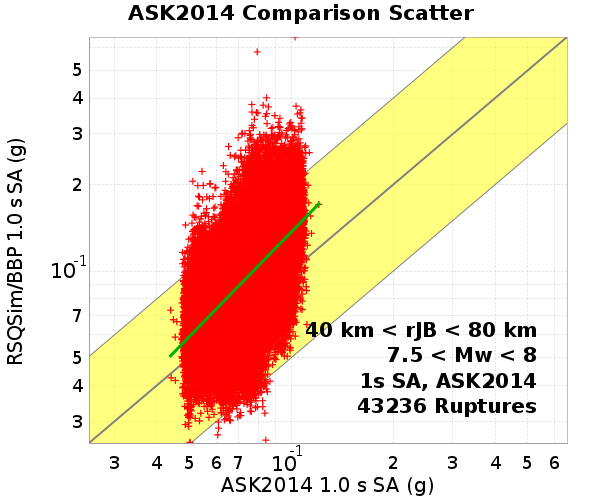 ASK2014 Comparison Scatter
RSQSim/BBP 1.0 s SA (g)
5
4
3
2
10⁻¹
7
5
4
3
40 km < rJB < 80 km
7.5 < Mw < 8
1s SA, ASK2014
43236 Ruptures
3 4 5 6 7 10⁻¹ 2 3 4 5 6
ASK2014 1.0 s SA (g)